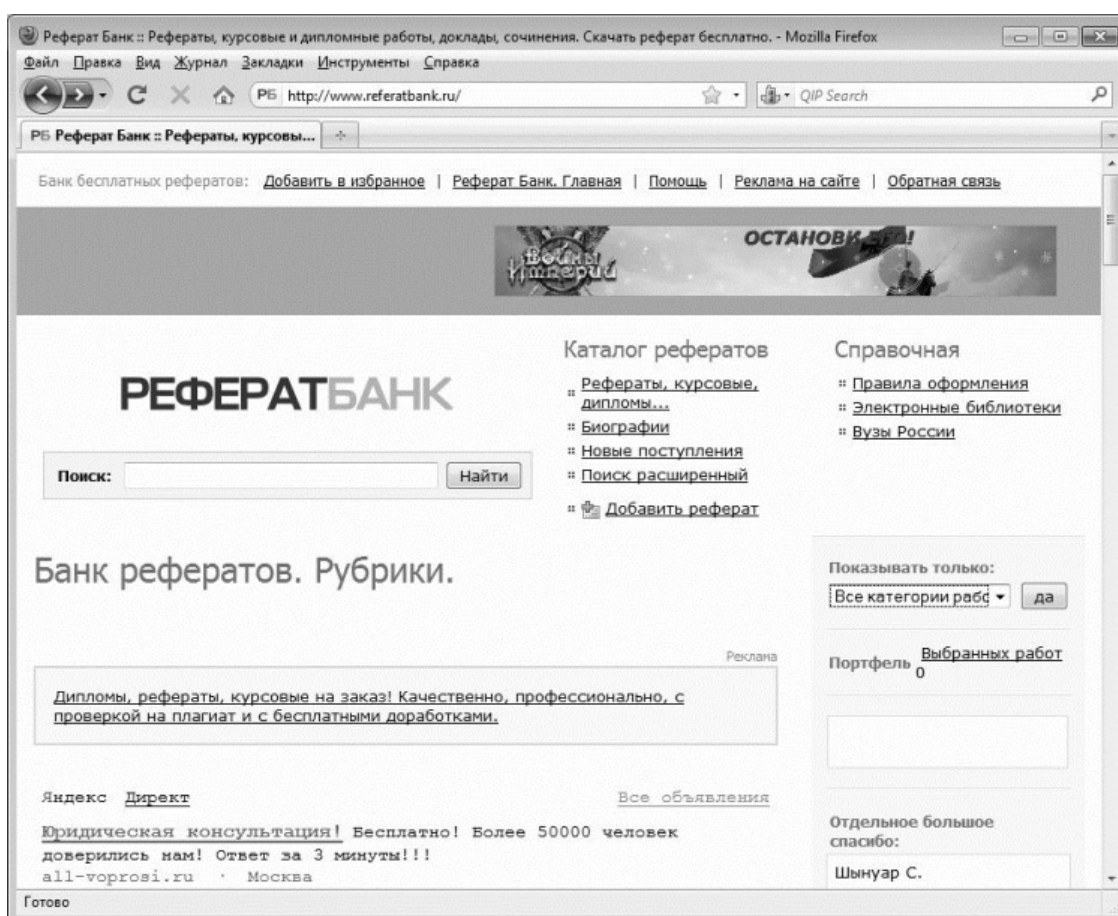 Реферат Банк :: Рефераты, курсовые и дипломные работы, доклады, сочинения. Скачать реферат бесплатно. - Mozilla Firefox
Файл Правка Вид Журнал Закладки Инструменты Справка
РБ http://www.referatbank.ru/ QIP Search
РБ Реферат Банк :: Рефераты, курсовы...
Банк бесплатных рефератов: Добавить в избранное | Реферат Банк. Главная | Помощь | Реклама на сайте | Обратная связь
Войны Империй
ОСТАНОВИ ЕГО!
РЕФЕРАТБАНК
Поиск: Найти
Каталог рефератов
Рефераты, курсовые,
дипломы...
Биографии
Новые поступления
Поиск расширенный
Добавить реферат
Справочная
Правила оформления
Электронные библиотеки
Вузы России
Банк рефератов. Рубрики.
Реклама
Дипломы, рефераты, курсовые на заказ! Качественно, профессионально, с
проверкой на плагиат и с бесплатными доработками.
Яндекс Директ Все объявления
Юридическая консультация! Бесплатно! Более 50000 человек
доверились нам! Ответ за 3 минуты!!!
all-voprosi.ru · Москва
Показывать только:
Все категории рабо да
Портфель Выбранных работ
0
Отдельное большое
спасибо:
Шынуар С.
Готово